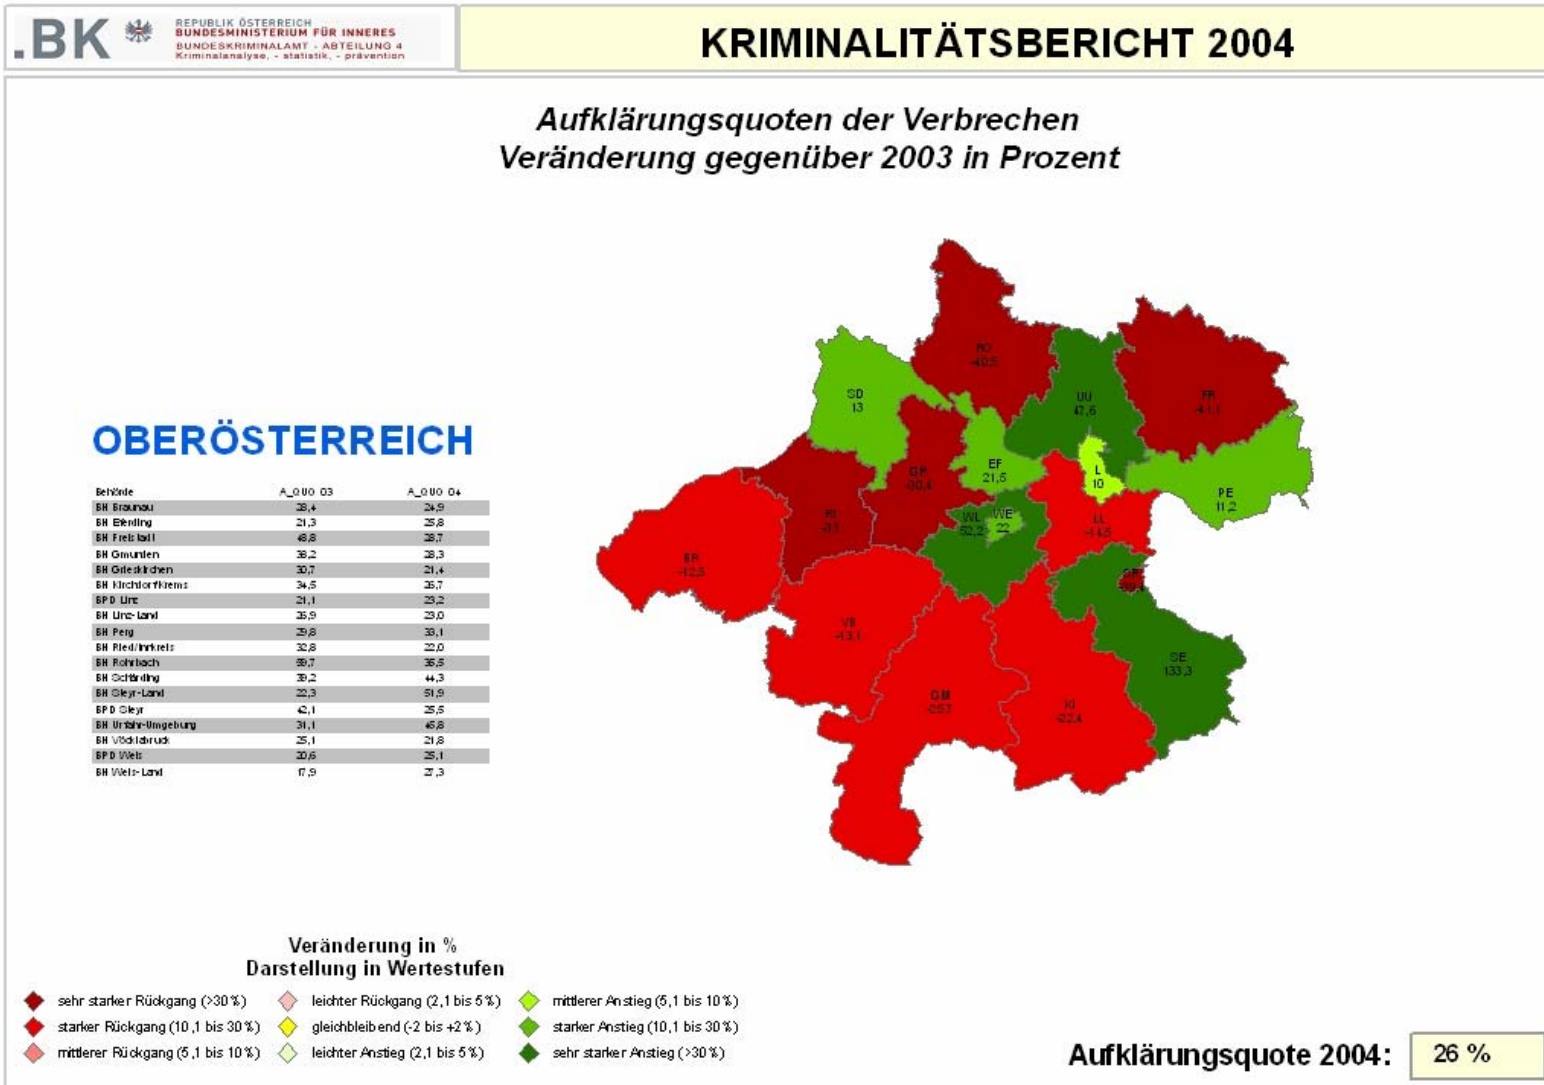 .BK
REPUBLIK ÖSTERREICH
BUNDESMINISTERIUM FÜR INNERES
BUNDESKRIMINALAMT - ABTEILUNG 4
Kriminalanalyse, - statistik, - prävention
KRIMINALITÄTSBERICHT 2004
Aufklärungsquoten der Verbrechen
Veränderung gegenüber 2003 in Prozent
OBERÖSTERREICH
Behörde A_QUO_03 A_QUO_04
BH Braunau 28,4 24,9
BH Eferding 21,3 25,8
BH Freistadt 48,8 28,7
BH Gmunden 38,2 28,3
BH Grieskirchen 30,7 21,4
BH Kirchdorf/Krems 34,5 26,7
BPD Linz 21,1 23,2
BH Linz-Land 26,9 23,0
BH Perg 29,8 33,1
BH Ried/Innkreis 32,8 22,0
BH Rohrbach 59,7 35,5
BH Schärding 39,2 44,3
BH Steyr-Land 22,3 51,9
BPD Steyr 42,1 25,5
BH Urfahr-Umgebung 31,1 45,8
BH Vöcklabruck 25,1 21,8
BPD Wels 20,6 25,1
BH Wels-Land 17,9 27,3
RO
-40,5
SD
13
UU
47,6
FR
EF
21,5
GR
L
10
PE
11,2
RI
WL
52,2
WE
22
LL
-14,5
BR
-12,5
SR
VB
-13,1
SE
133,3
GM
KI
-22,4
Veränderung in %
Darstellung in Wertestufen
sehr starker Rückgang (>30%)
starker Rückgang (10,1 bis 30%)
mittlerer Rückgang (5,1 bis 10%)
leichter Rückgang (2,1 bis 5%)
gleichbleibend (-2 bis +2%)
leichter Anstieg (2,1 bis 5%)
mittlerer Anstieg (5,1 bis 10%)
starker Anstieg (10,1 bis 30%)
sehr starker Anstieg (>30%)
Aufklärungsquote 2004: 26 %